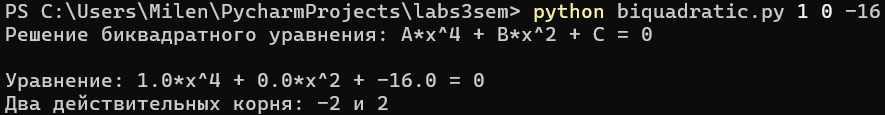 PS C:\Users\Milen\PycharmProjects\labs3sem> python biquadratic.py 1 0 -16
Решение биквадратного уравнения: A*x^4 + B*x^2 + C = 0
Уравнение: 1.0*x^4 + 0.0*x^2 + -16.0 = 0
Два действительных корня: -2 и 2